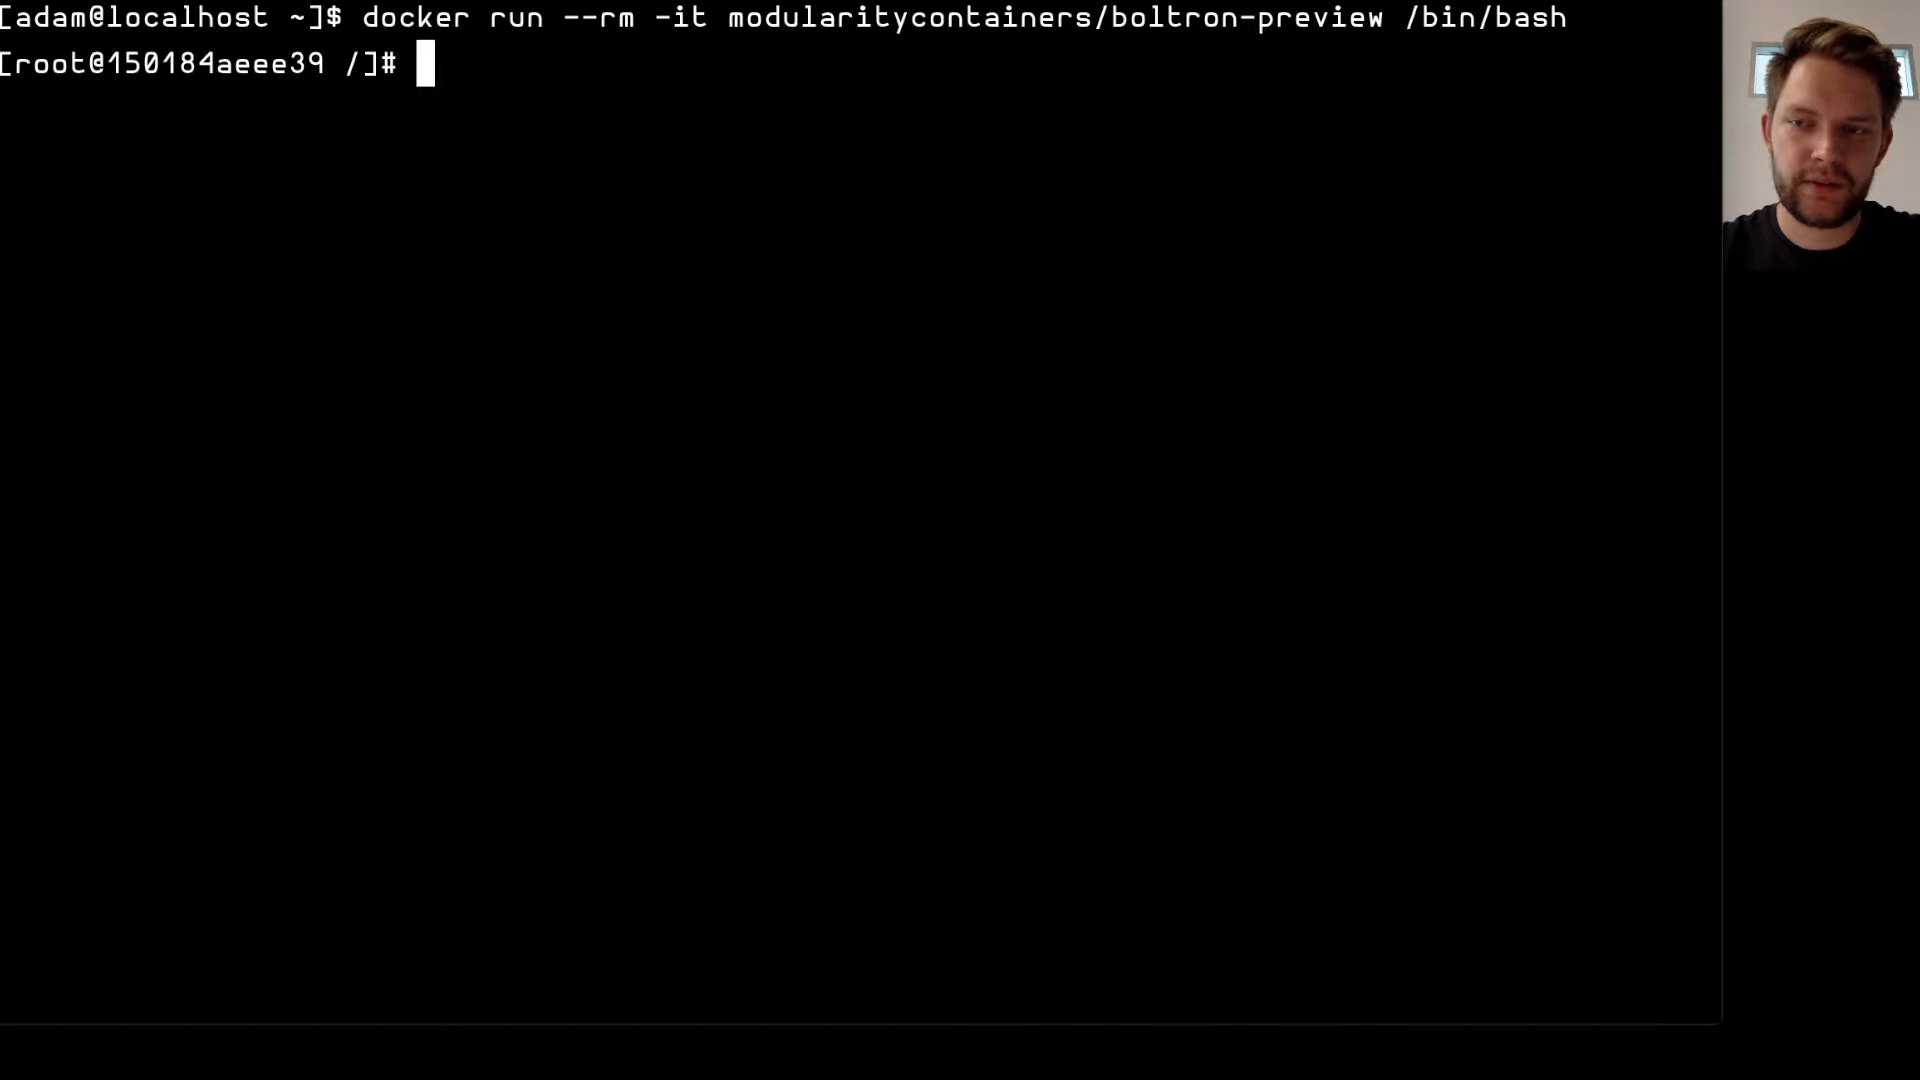 [adam@localhost ~]$ docker run --rm -it modularitycontainers/boltron-preview /bin/bash
[root@150184aeee39 /]#